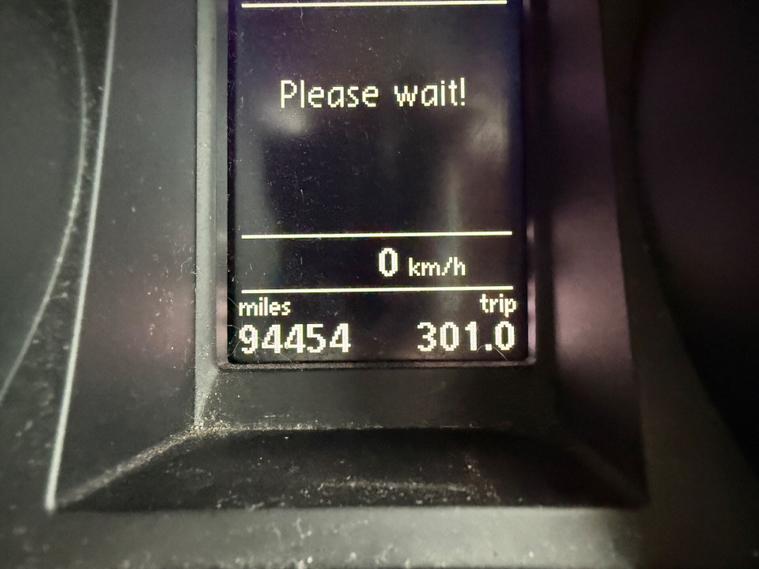 Please wait!
0 km/h
miles trip
94454 301.0